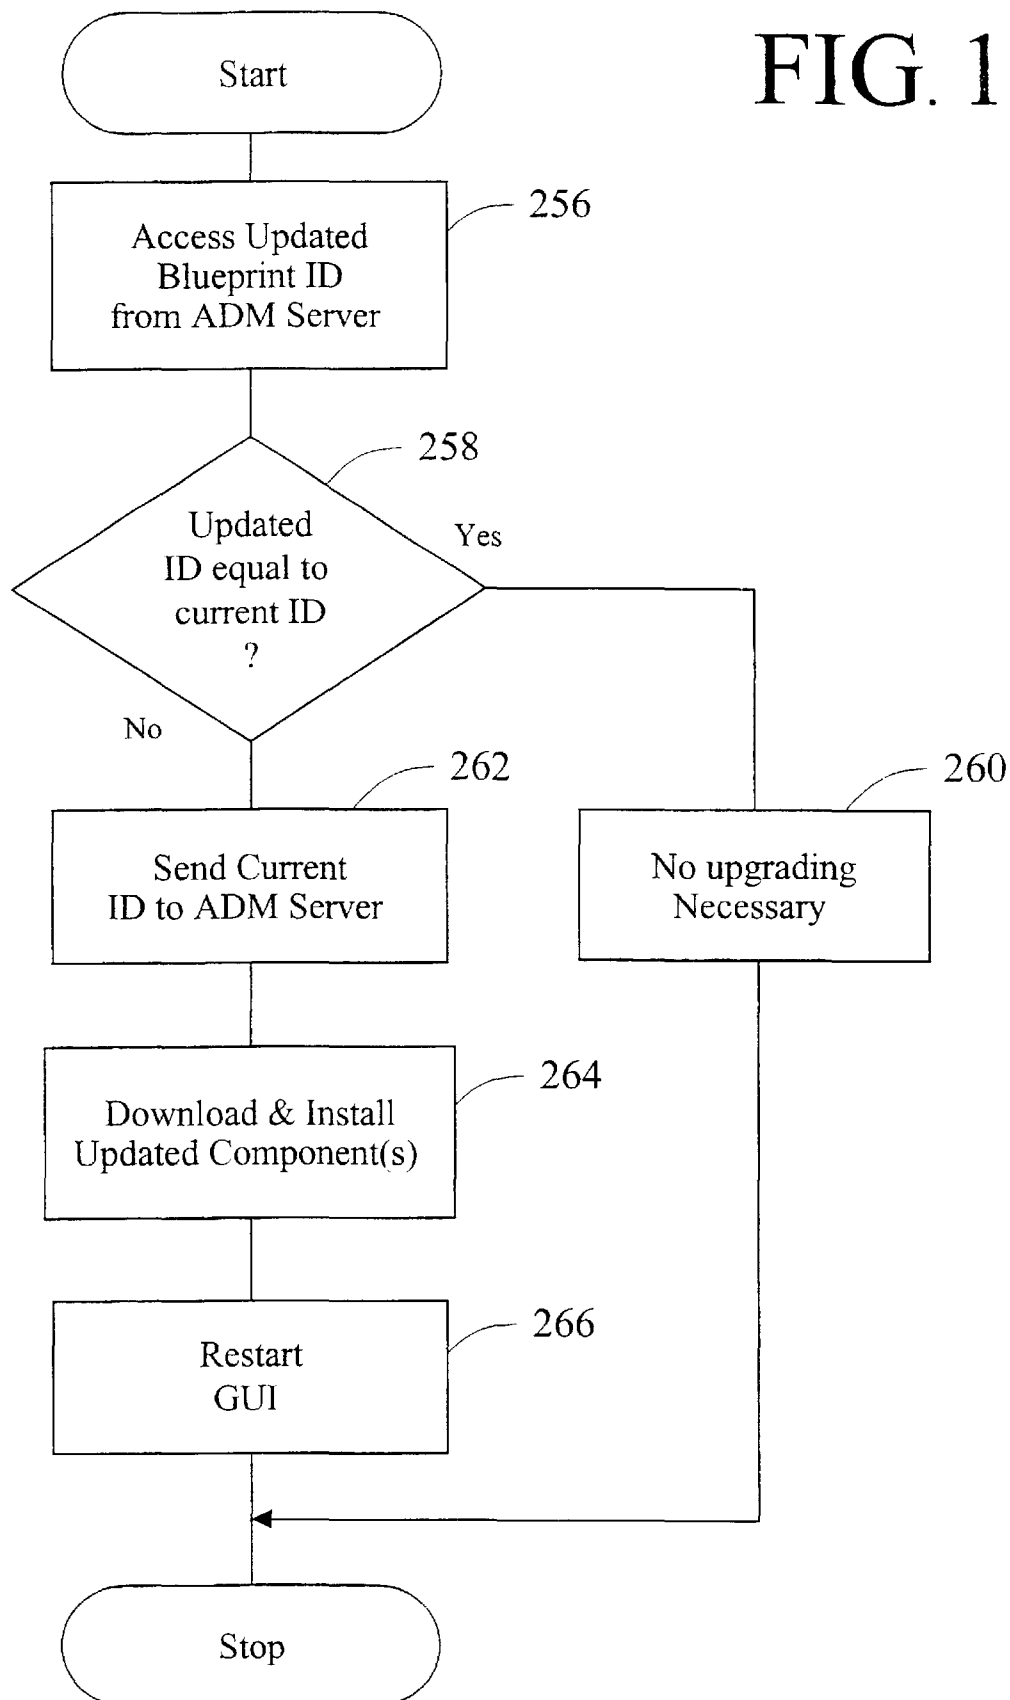 FIG. 1
Start
256
Access Updated
Blueprint ID
from ADM Server
258
Updated
ID equal to
current ID
?
Yes
No
262
Send Current
ID to ADM Server
260
No upgrading
Necessary
264
Download & Install
Updated Component(s)
266
Restart
GUI
Stop